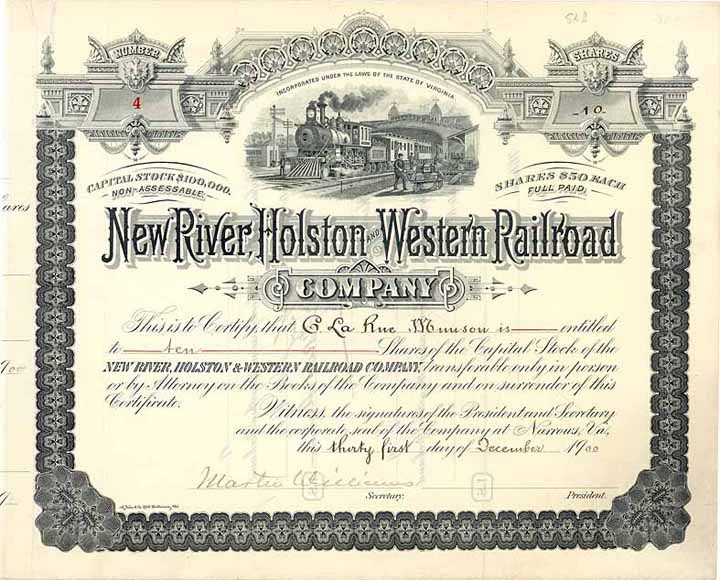 NUMBER
4
SHARES
10
INCORPORATED UNDER THE LAWS OF THE STATE OF VIRGINIA
CAPITAL STOCK $100,000.
NON-ASSESSABLE.
SHARES $50 EACH
FULL PAID.
New River, Holston AND Western Railroad
COMPANY
This is to Certify, that C La Rue Munson is entitled
to ten Shares of the Capital Stock of the
NEW RIVER, HOLSTON & WESTERN RAILROAD COMPANY, transferable only in person
or by Attorney on the Books of the Company and on surrender of this
Certificate.
Witness, the signatures of the President and Secretary
and the corporate seal of the Company at Narrows, Va.,
this thirty first day of December 1900
Martin Williams
Secretary.
President.
ares
900
9